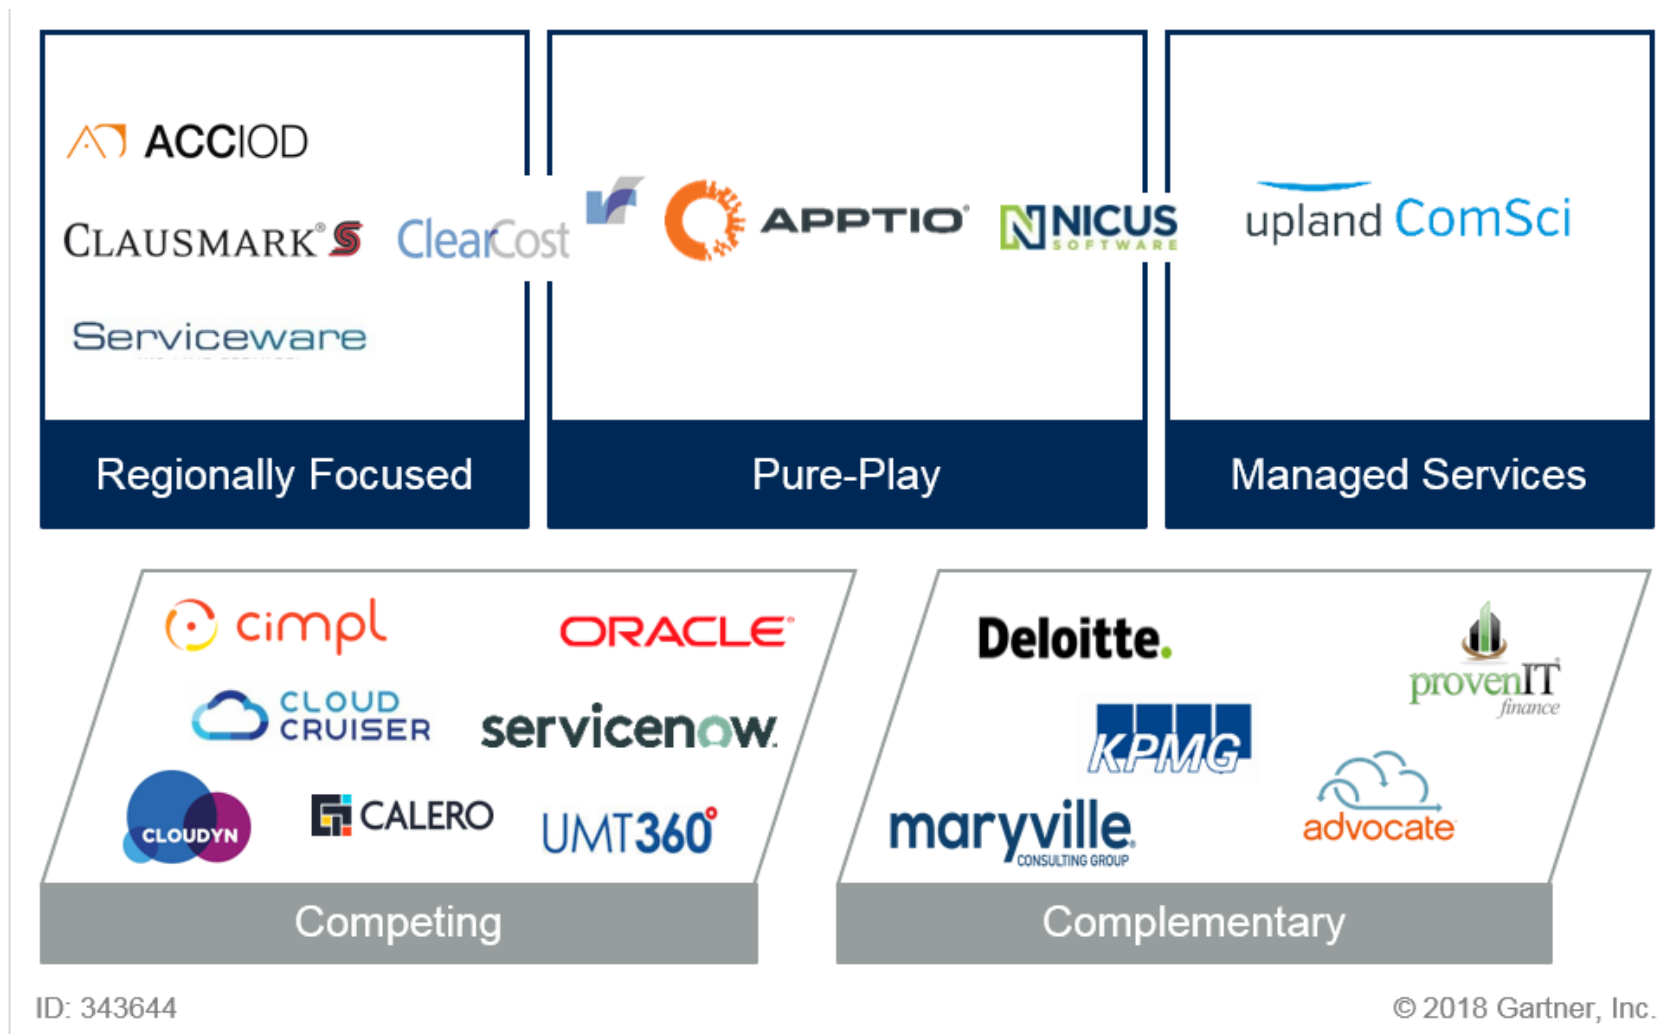 ACCIOD
CLAUSMARK®
ClearCost
Serviceware
APPTIO®
NICUS
SOFTWARE
upland ComSci
Regionally Focused
Pure-Play
Managed Services
cimpl
ORACLE®
CLOUD
CRUISER
servicenow
CLOUDYN
CALERO
UMT360
Competing
Deloitte.
provenIT
finance
KPMG
maryville
CONSULTING GROUP
advocate
Complementary
ID: 343644
© 2018 Gartner, Inc.